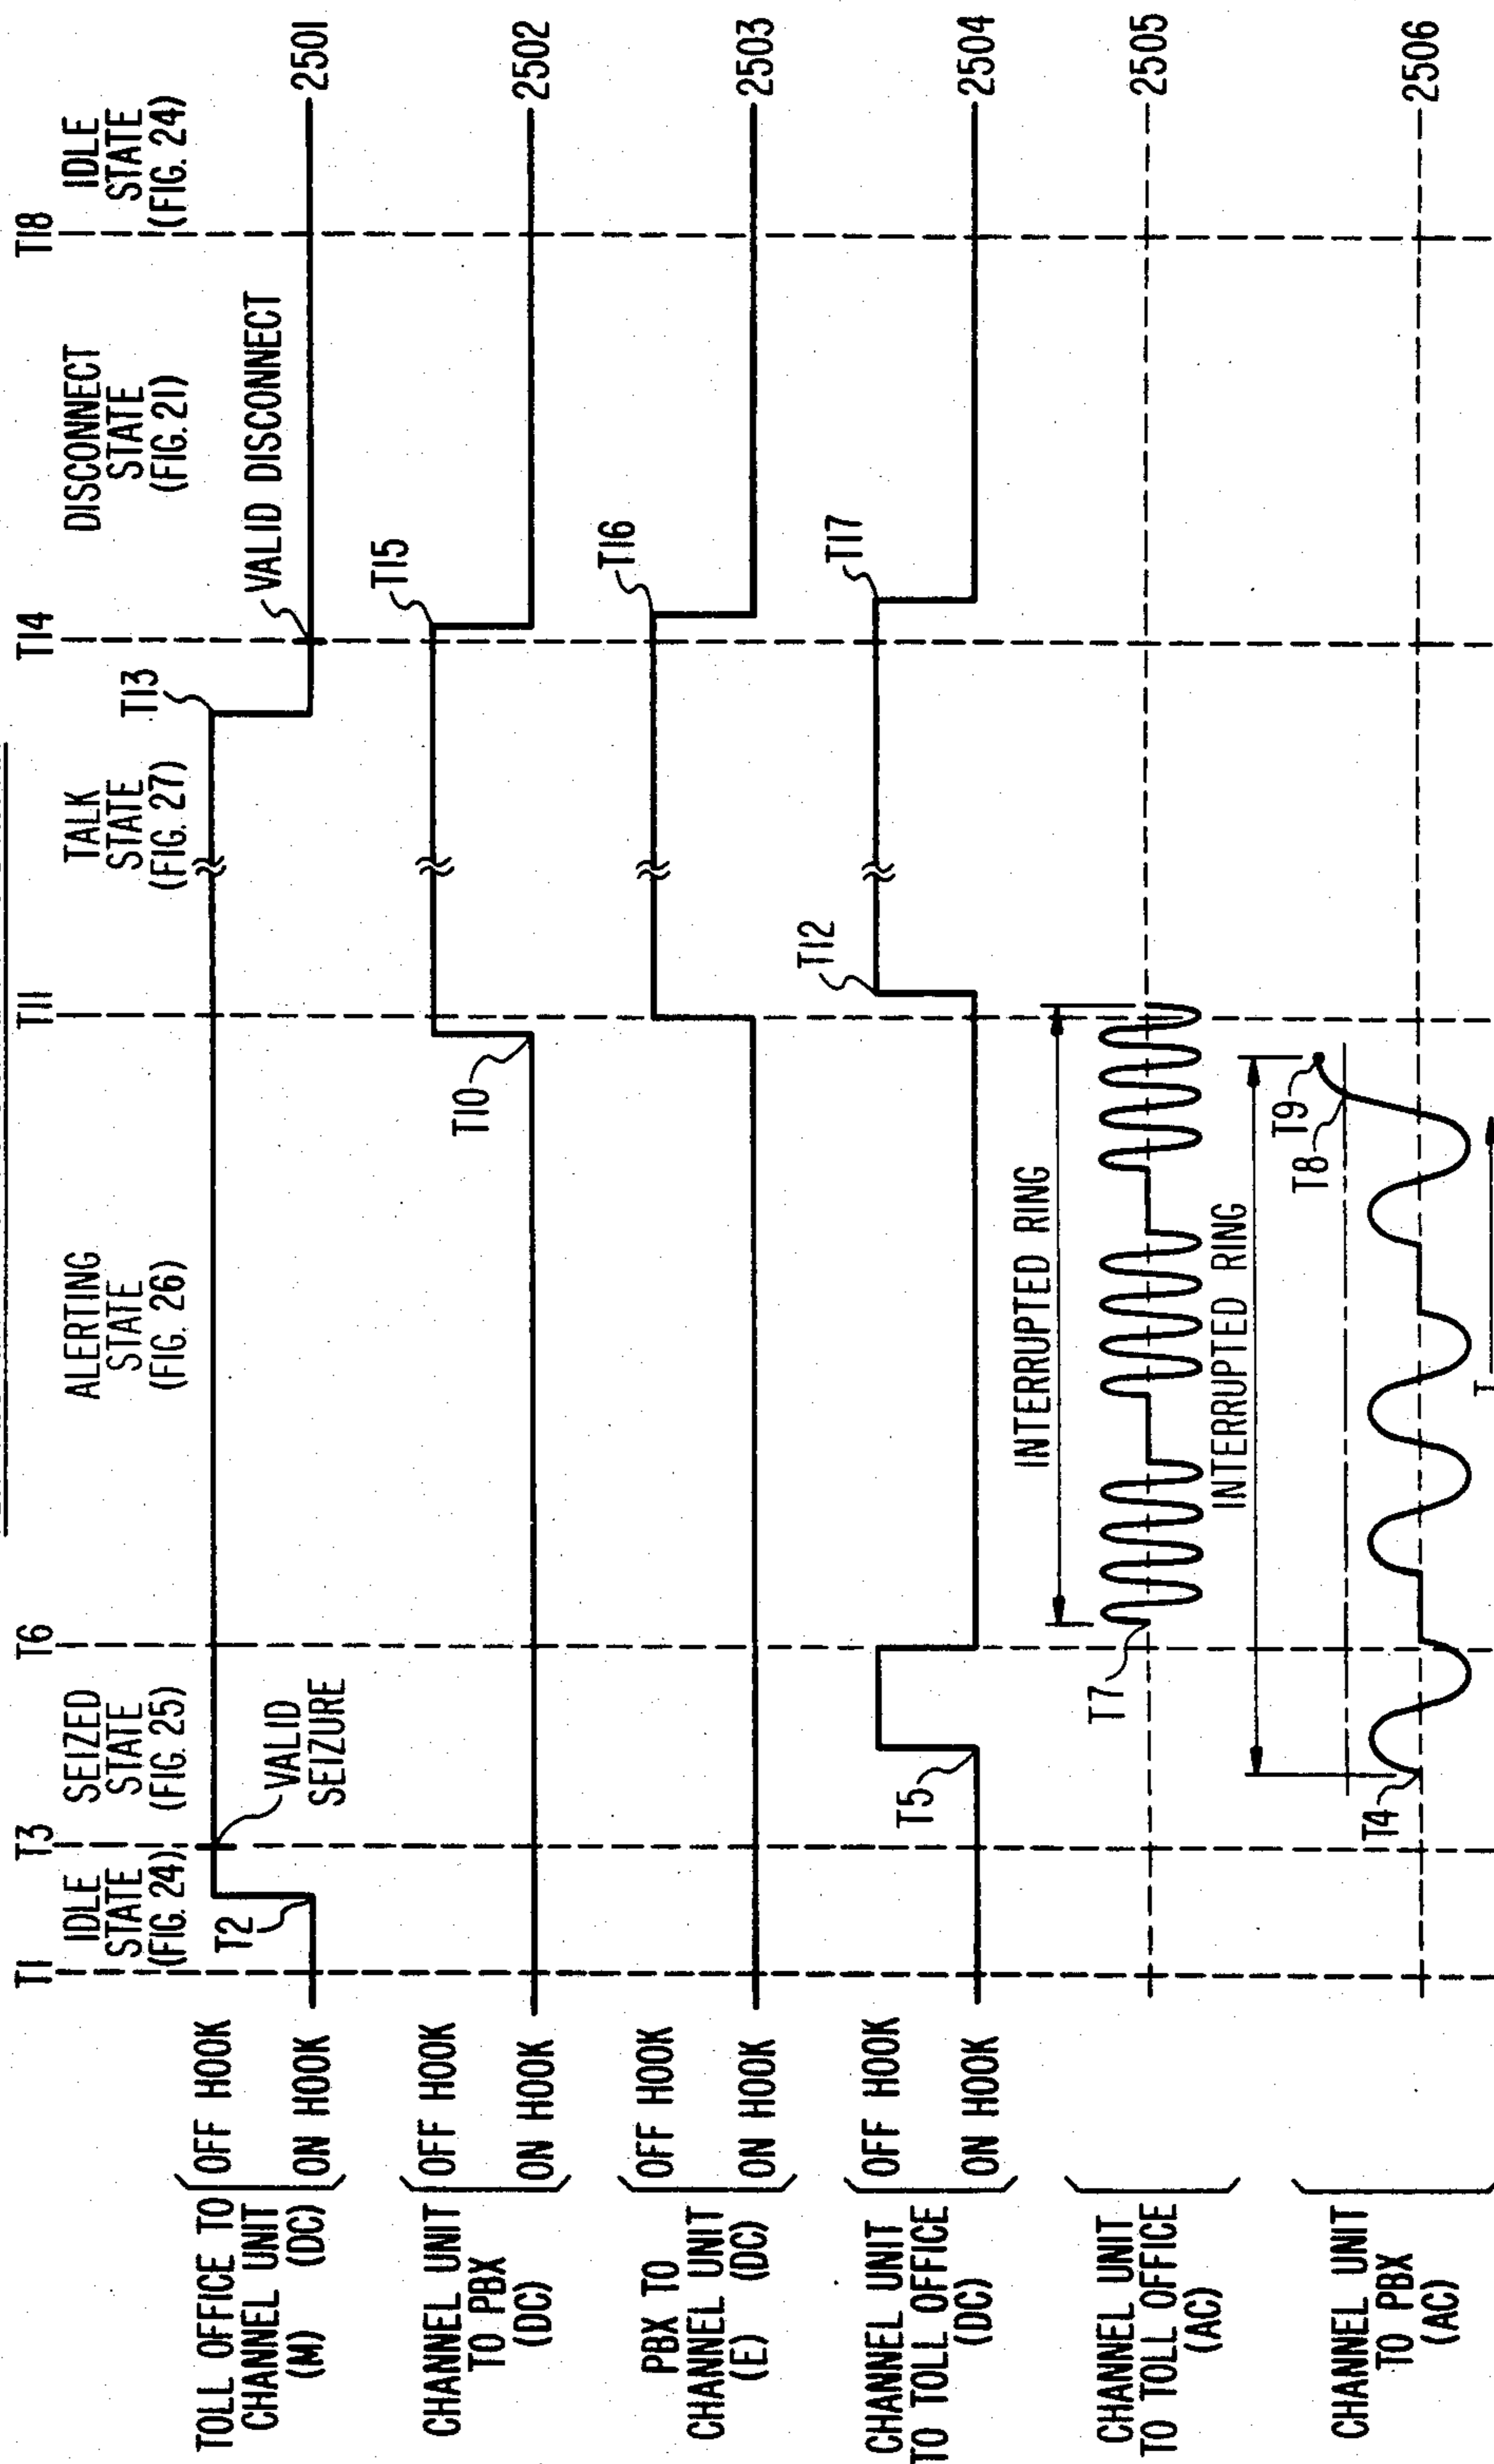 T1
IDLE
STATE
(FIG. 24)
T3
SEIZED
STATE
(FIG. 25)
T6
ALERTING
STATE
(FIG. 26)
T11
TALK
STATE
(FIG. 27)
T14
DISCONNECT
STATE
(FIG. 21)
T18
IDLE
STATE
(FIG. 24)
TOLL OFFICE TO
CHANNEL UNIT
(M) (DC)
OFF HOOK
ON HOOK
T2
VALID
SEIZURE
T13
VALID DISCONNECT
2501
CHANNEL UNIT
TO PBX
(DC)
OFF HOOK
ON HOOK
T10
T15
2502
PBX TO
CHANNEL UNIT
(E) (DC)
OFF HOOK
ON HOOK
T16
2503
CHANNEL UNIT
TO TOLL OFFICE
(DC)
OFF HOOK
ON HOOK
T5
T12
T17
2504
CHANNEL UNIT
TO TOLL OFFICE
(AC)
T7
INTERRUPTED RING
2505
CHANNEL UNIT
TO PBX
(AC)
T4
INTERRUPTED RING
T8
T9
2506